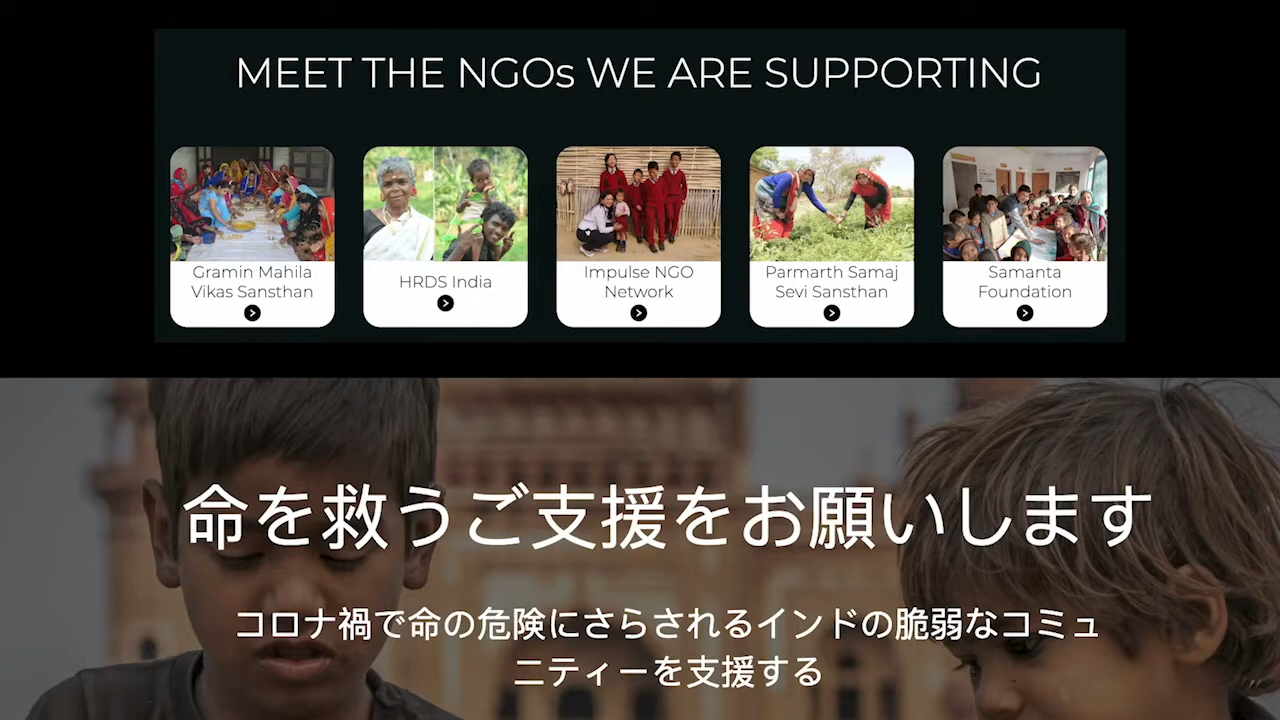 MEET THE NGOs WE ARE SUPPORTING
Gramin Mahila
Vikas Sansthan
HRDS India
Impulse NGO
Network
Parmarth Samaj
Sevi Sansthan
Samanta
Foundation
命を救うご支援をお願いします
コロナ禍で命の危険にさらされるインドの脆弱なコミュ
ニティーを支援する